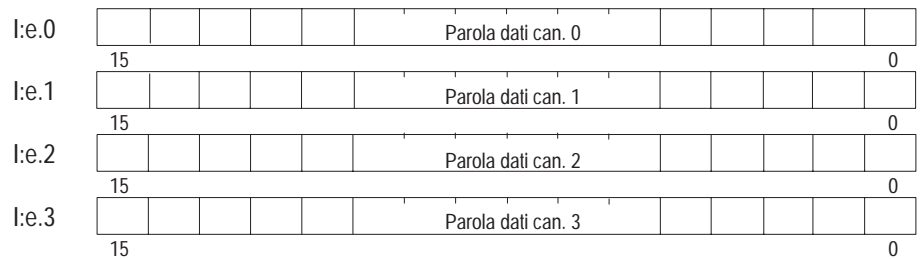 I:e.0 Parola dati can. 0
15 0
I:e.1 Parola dati can. 1
15 0
I:e.2 Parola dati can. 2
15 0
I:e.3 Parola dati can. 3
15 0